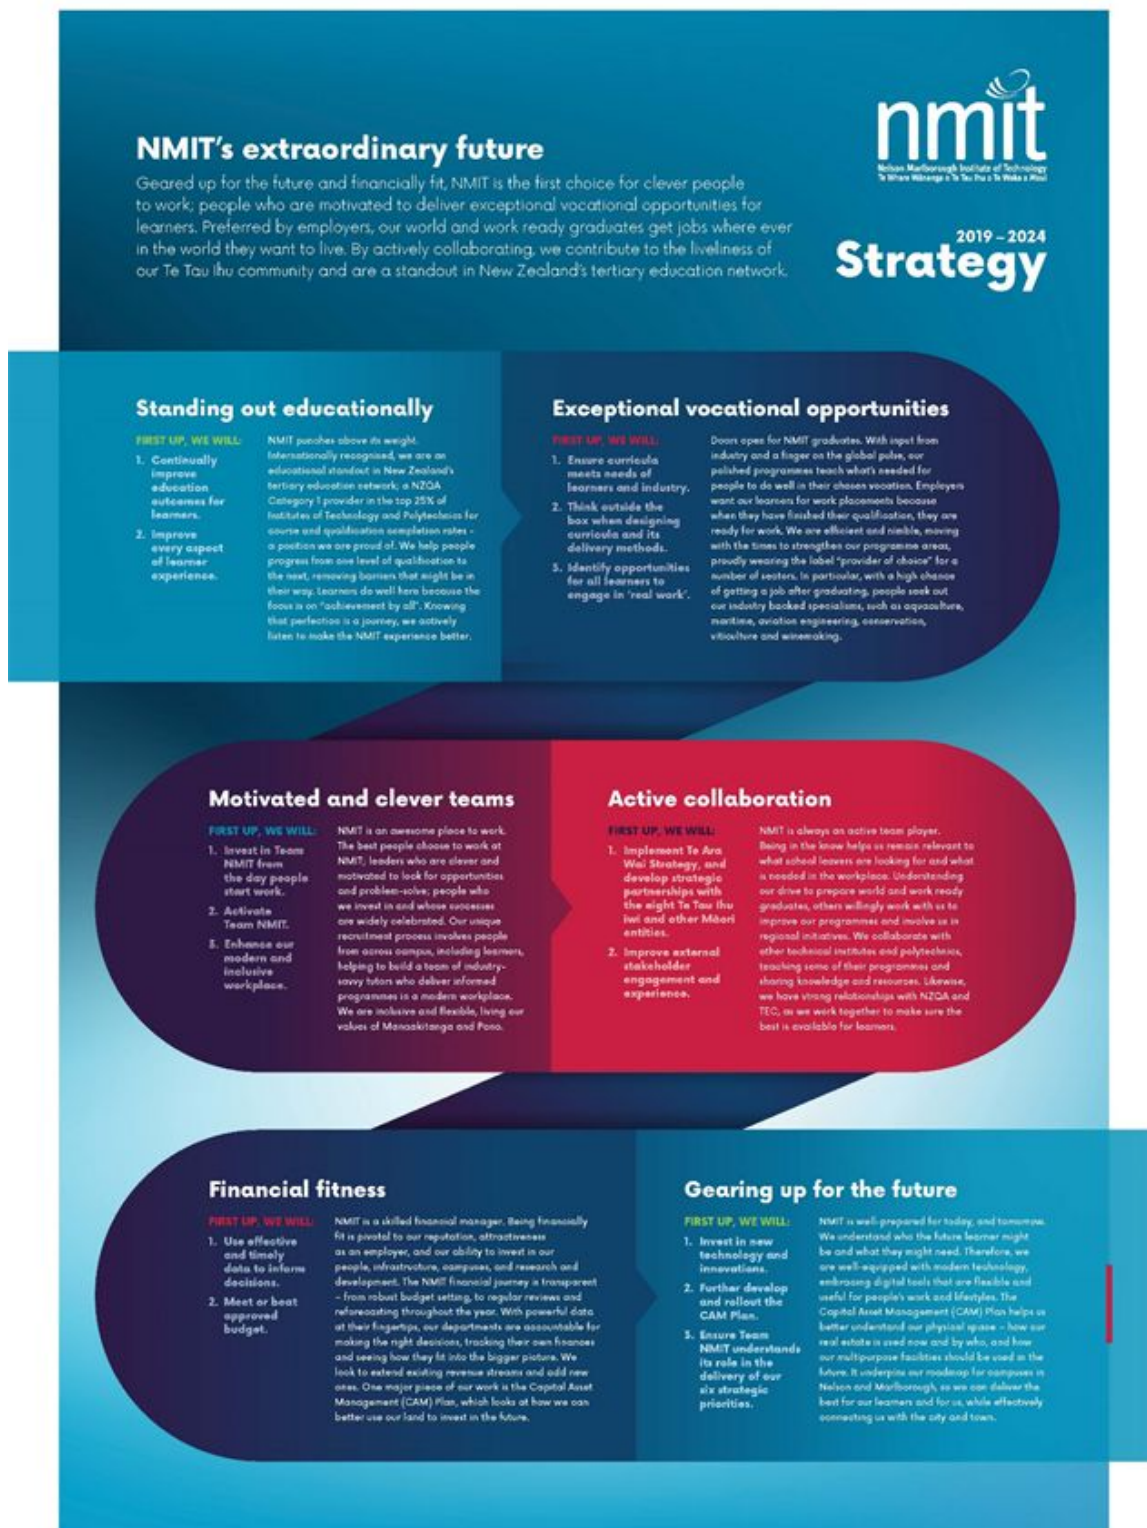 nmit
Nelson Marlborough Institute of Technology
Te Whare Wānanga o Te Tau Ihu o Te Waka a Māui
2019 – 2024
Strategy
NMIT's extraordinary future
Geared up for the future and financially fit, NMIT is the first choice for clever people
to work; people who are motivated to deliver exceptional vocational opportunities for
learners. Preferred by employers, our world and work ready graduates get jobs where ever
in the world they want to live. By actively collaborating, we contribute to the liveliness of
our Te Tau Ihu community and are a standout in New Zealand's tertiary education network.
Standing out educationally
FIRST UP, WE WILL:
1. Continually
improve
education
outcomes for
learners.
2. Improve
every aspect
of learner
experience.
NMIT punches above its weight.
Internationally recognised, we are an
educational standout in New Zealand's
tertiary education network; a NZQA
Category 1 provider in the top 25% of
Institutes of Technology and Polytechnics for
course and qualification completion rates –
a position we are proud of. We help people
progress from one level of qualification to
the next, removing barriers that might be in
their way. Learners do well here because the
focus is on "achievement by all". Knowing
that perfection is a journey, we actively
listen to make the NMIT experience better.
Exceptional vocational opportunities
FIRST UP, WE WILL:
1. Ensure curricula
meets needs of
learners and industry.
2. Think outside the
box when designing
curricula and its
delivery methods.
3. Identify opportunities
for all learners to
engage in 'real work'.
Doors open for NMIT graduates. With input from
industry and a finger on the global pulse, our
polished programmes teach what's needed for
people to do well in their chosen vocation. Employers
want our learners for work placements because
when they have finished their qualification, they are
ready for work. We are efficient and nimble, moving
with the times to strengthen our programme areas,
proudly wearing the label "provider of choice" for a
number of sectors. In particular, with a high chance
of getting a job after graduating, people seek out
our industry backed specialisms, such as aquaculture,
maritime, aviation engineering, conservation,
viticulture and winemaking.
Motivated and clever teams
FIRST UP, WE WILL:
1. Invest in Team
NMIT from
the day people
start work.
2. Activate
Team NMIT.
3. Enhance our
modern and
inclusive
workplace.
NMIT is an awesome place to work.
The best people choose to work at
NMIT; leaders who are clever and
motivated to look for opportunities
and problem-solve; people who
we invest in and whose successes
are widely celebrated. Our unique
recruitment process involves people
from across campus, including learners,
helping to build a team of industry-
savvy tutors who deliver informed
programmes in a modern workplace.
We are inclusive and flexible, living our
values of Manaakitanga and Pono.
Active collaboration
FIRST UP, WE WILL:
1. Implement Te Ara
Wai Strategy, and
develop strategic
partnerships with
the eight Te Tau Ihu
iwi and other Māori
entities.
2. Improve external
stakeholder
engagement and
experience.
NMIT is always an active team player.
Being in the know helps us remain relevant to
what school leavers are looking for and what
is needed in the workplace. Understanding
our drive to prepare world and work ready
graduates, others willingly work with us to
improve our programmes and involve us in
regional initiatives. We collaborate with
other technical institutes and polytechnics,
teaching some of their programmes and
sharing knowledge and resources. Likewise,
we have strong relationships with NZQA and
TEC, as we work together to make sure the
best is available for learners.
Financial fitness
FIRST UP, WE WILL:
1. Use effective
and timely
data to inform
decisions.
2. Meet or beat
approved
budget.
NMIT is a skilled financial manager. Being financially
fit is pivotal to our reputation, attractiveness
as an employer, and our ability to invest in our
people, infrastructure, campuses, and research and
development. The NMIT financial journey is transparent
– from robust budget setting, to regular reviews and
reforecasting throughout the year. With powerful data
at their fingertips, our departments are accountable for
making the right decisions, tracking their own finances
and seeing how they fit into the bigger picture. We
look to extend existing revenue streams and add new
ones. One major piece of our work is the Capital Asset
Management (CAM) Plan, which looks at how we can
better use our land to invest in the future.
Gearing up for the future
FIRST UP, WE WILL:
1. Invest in new
technology and
innovations.
2. Further develop
and rollout the
CAM Plan.
3. Ensure Team
NMIT understands
its role in the
delivery of our
six strategic
priorities.
NMIT is well-prepared for today, and tomorrow.
We understand who the future learner might
be and what they might need. Therefore, we
are well-equipped with modern technology,
embracing digital tools that are flexible and
useful for people's work and lifestyles. The
Capital Asset Management (CAM) Plan helps us
better understand our physical space – how our
real estate is used now and by who, and how
our multipurpose facilities should be used in the
future. It underpins our roadmap for campuses in
Nelson and Marlborough, so we can deliver the
best for our learners and for us, while effectively
connecting us with the city and town.